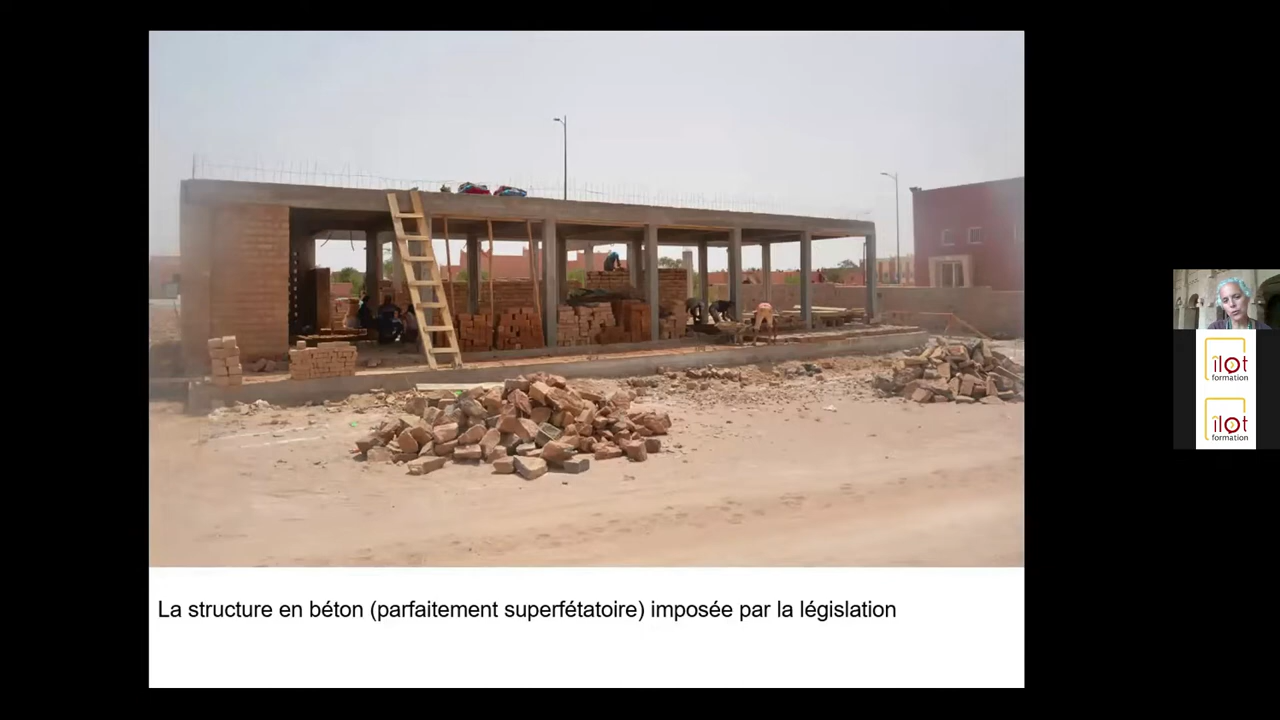 La structure en béton (parfaitement superfétatoire) imposée par la législation
îlot
formation
îlot
formation